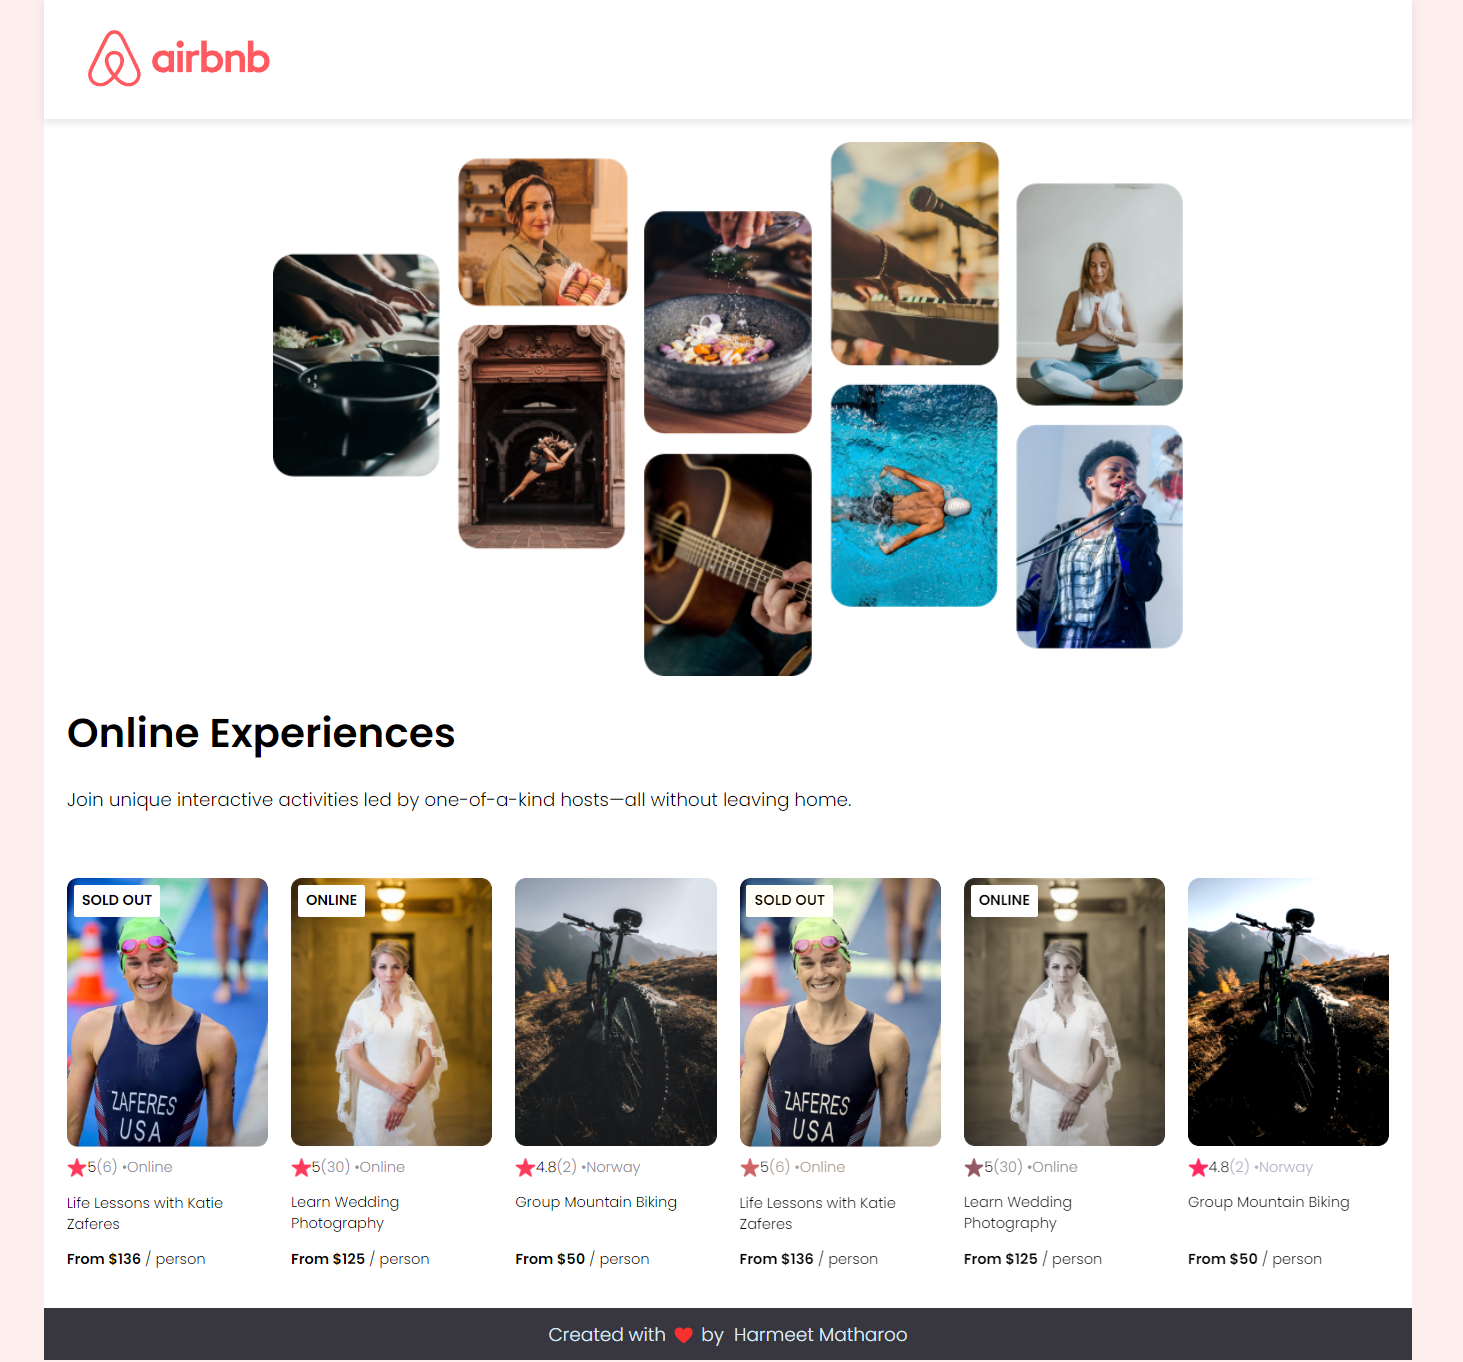 airbnb
Online Experiences
Join unique interactive activities led by one-of-a-kind hosts—all without leaving home.
SOLD OUT
ZAFERES
USA
5(6) •Online
Life Lessons with Katie
Zaferes
From $136 / person
ONLINE
5(30) •Online
Learn Wedding
Photography
From $125 / person
4.8(2) •Norway
Group Mountain Biking
From $50 / person
SOLD OUT
ZAFERES
USA
5(6) •Online
Life Lessons with Katie
Zaferes
From $136 / person
ONLINE
5(30) •Online
Learn Wedding
Photography
From $125 / person
4.8(2) •Norway
Group Mountain Biking
From $50 / person
Created with ❤ by Harmeet Matharoo